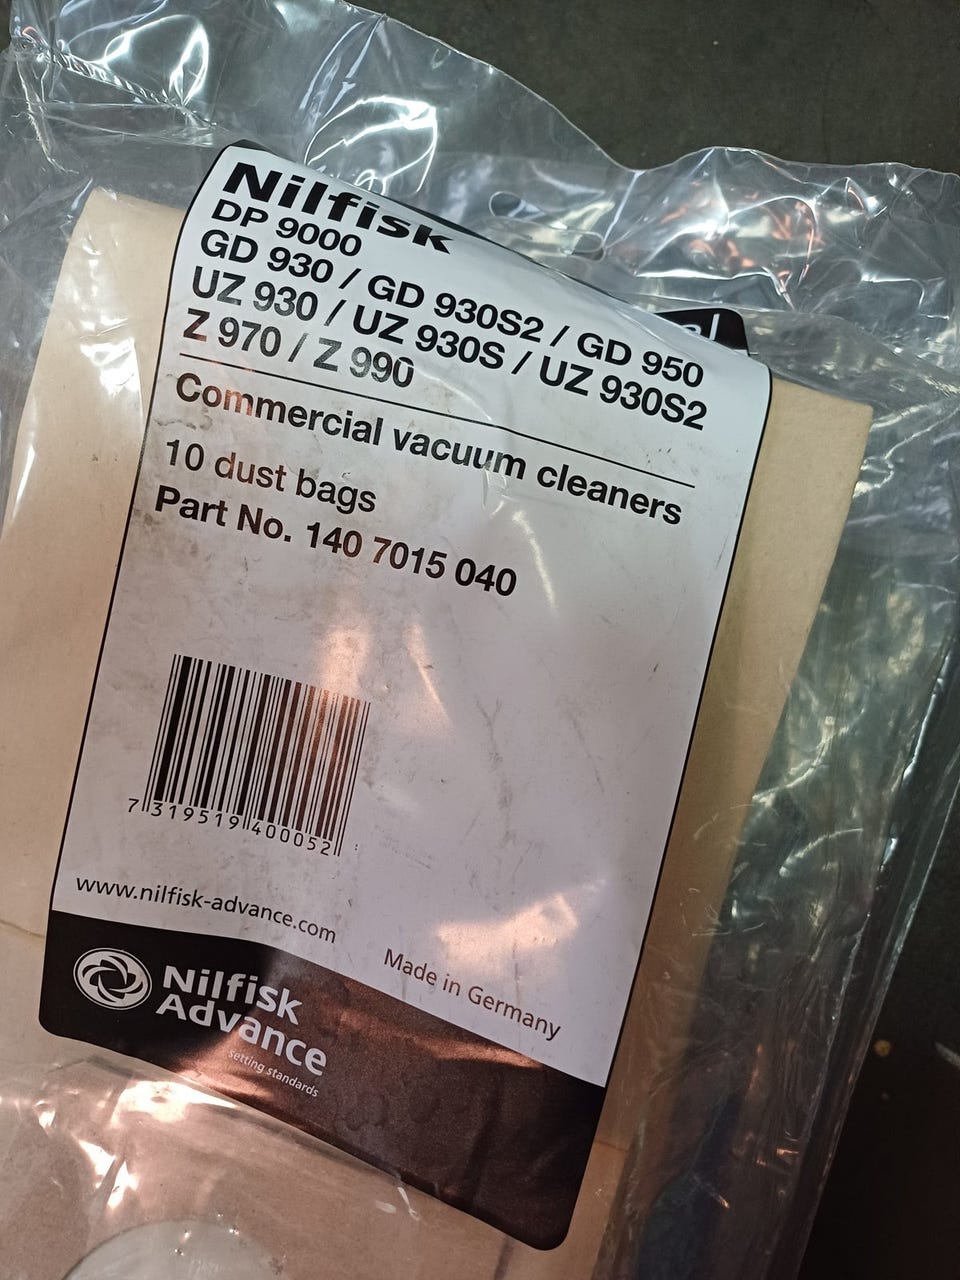 Nilfisk
DP 9000
GD 930 / GD 930S2 / GD 950
UZ 930 / UZ 930S / UZ 930S2
Z 970 / Z 990
Commercial vacuum cleaners
10 dust bags
Part No. 140 7015 040
7 319519 400052
www.nilfisk-advance.com
Made in Germany
Nilfisk
Advance
setting standards